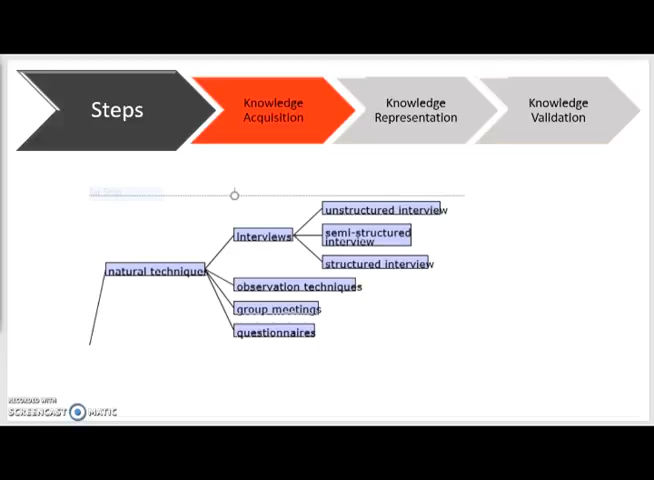 Steps
Knowledge
Acquisition
Knowledge
Representation
Knowledge
Validation
unstructured interview
semi-structured
interview
Interviews
structured interview
natural technique
observation techniques
group meetings
questionnaires
RECORDED WITH
SCREENCAST MATIC